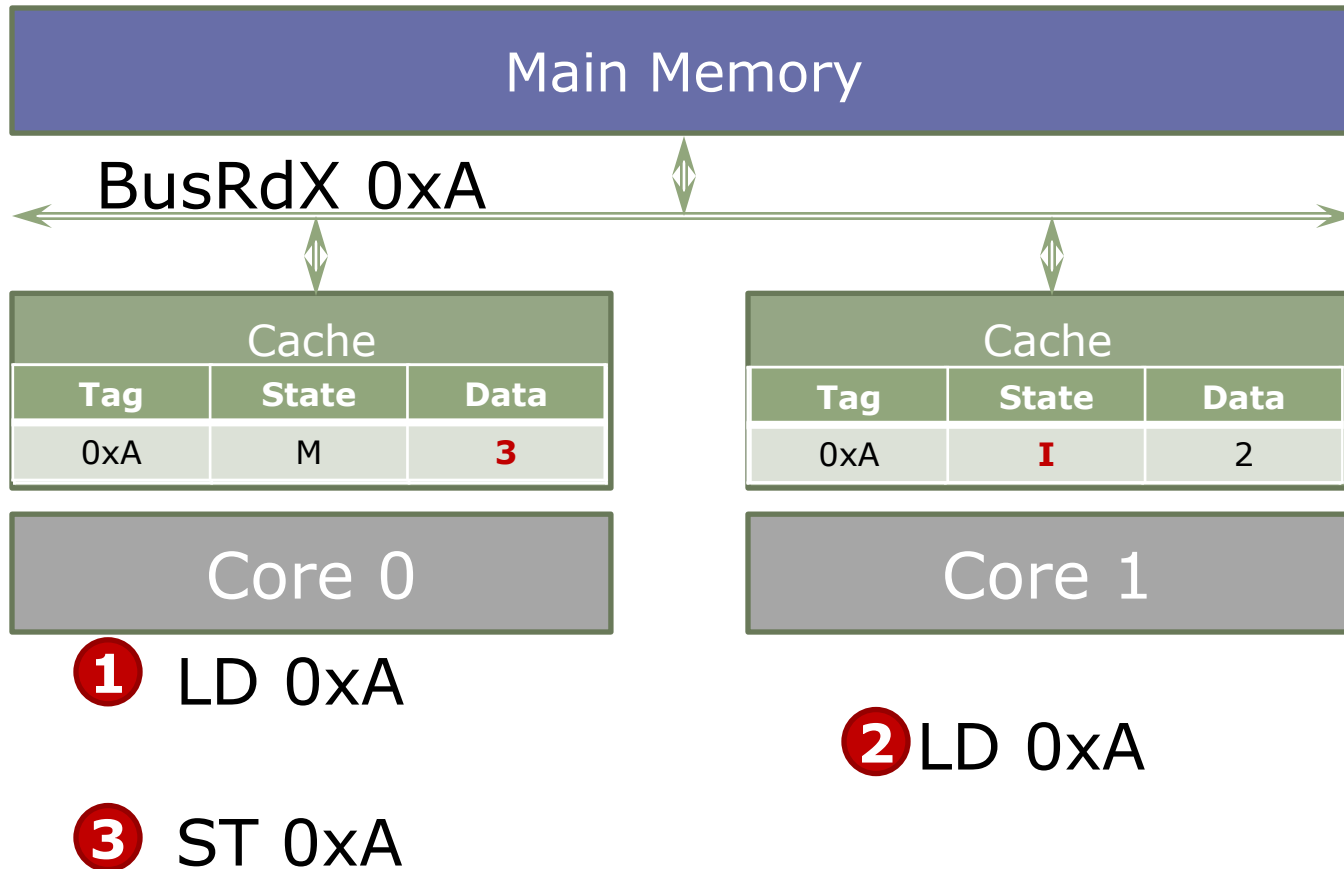 Main Memory
BusRdX 0xA
Cache
Tag State Data
0xA M 3
Cache
Tag State Data
0xA I 2
Core 0
Core 1
1 LD 0xA
2 LD 0xA
3 ST 0xA